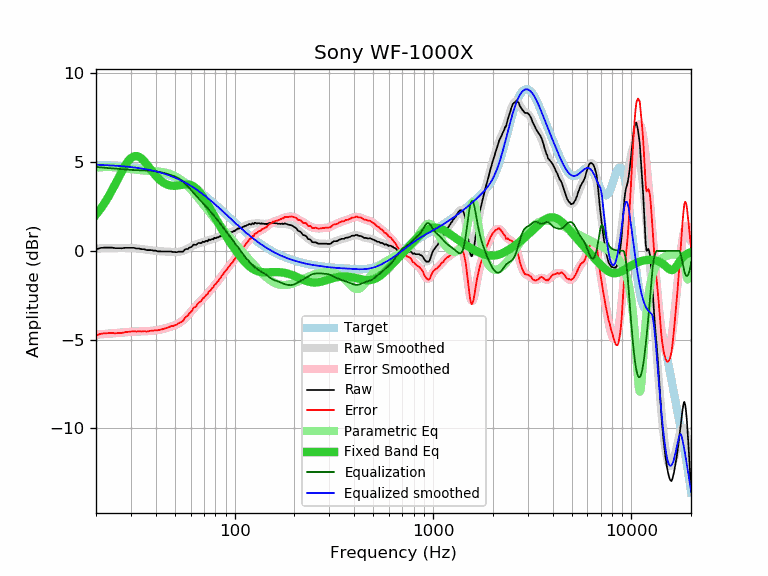 Sony WF-1000X
10
5
0
−5
−10
Amplitude (dBr)
Target
Raw Smoothed
Error Smoothed
Raw
Error
Parametric Eq
Fixed Band Eq
Equalization
Equalized smoothed
100
1000
10000
Frequency (Hz)